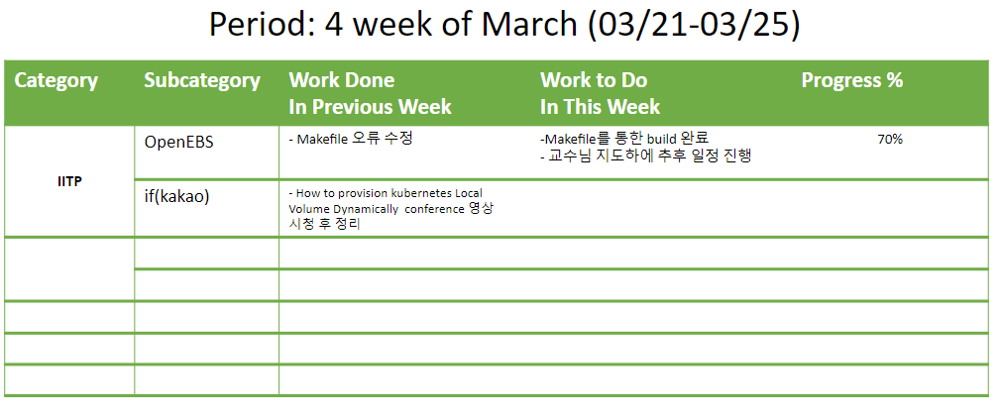 Period: 4 week of March (03/21-03/25)
Category Subcategory Work Done In Previous Week Work to Do In This Week Progress %
IITP
OpenEBS
- Makefile 오류 수정
-Makefile를 통한 build 완료
- 교수님 지도하에 추후 일정 진행
70%
if(kakao)
- How to provision kubernetes Local
Volume Dynamically conference 영상
시청 후 정리